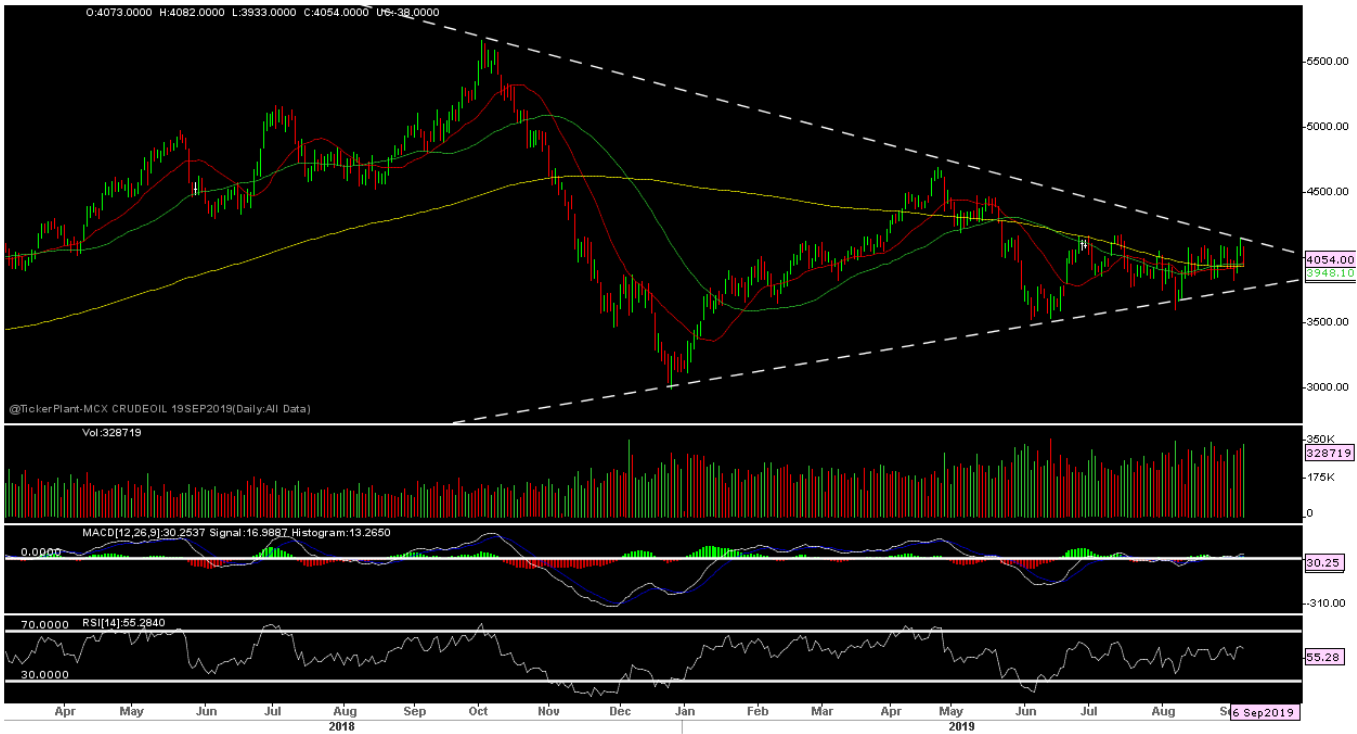 O:4073.0000 H:4082.0000 L:3933.0000 C:4054.0000 UC:-38.0000
5500.00
5000.00
4500.00
4054.00
3948.10
3500.00
3000.00
@TickerPlant-MCX CRUDEOIL 19SEP2019(Daily:All Data)
Vol:328719
350K
328719
175K
0
MACD[12,26,9]:30.2537 Signal:16.9887 Histogram:13.2650
0.0000
30.25
-310.00
70.0000 RSI[14]:55.2840
55.28
30.0000
Apr May Jun Jul Aug Sep Oct Nov Dec Jan Feb Mar Apr May Jun Jul Aug 6 Sep2019
2018 2019